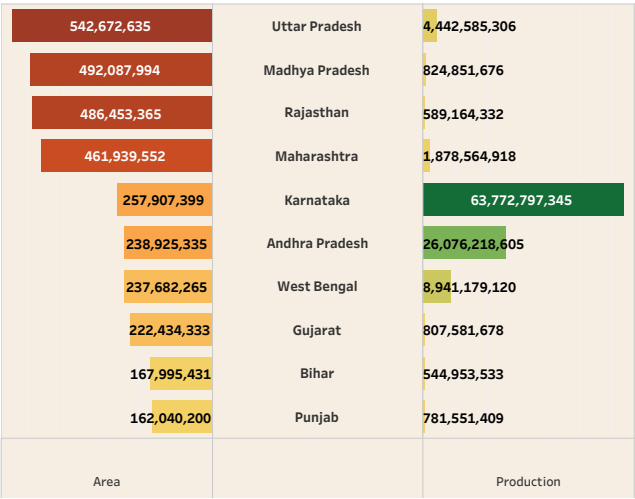 542,672,635 Uttar Pradesh 4,442,585,306
492,087,994 Madhya Pradesh 824,851,676
486,453,365 Rajasthan 589,164,332
461,939,552 Maharashtra 1,878,564,918
257,907,399 Karnataka 63,772,797,345
238,925,335 Andhra Pradesh 26,076,218,605
237,682,265 West Bengal 8,941,179,120
222,434,333 Gujarat 807,581,678
167,995,431 Bihar 544,953,533
162,040,200 Punjab 781,551,409
Area Production